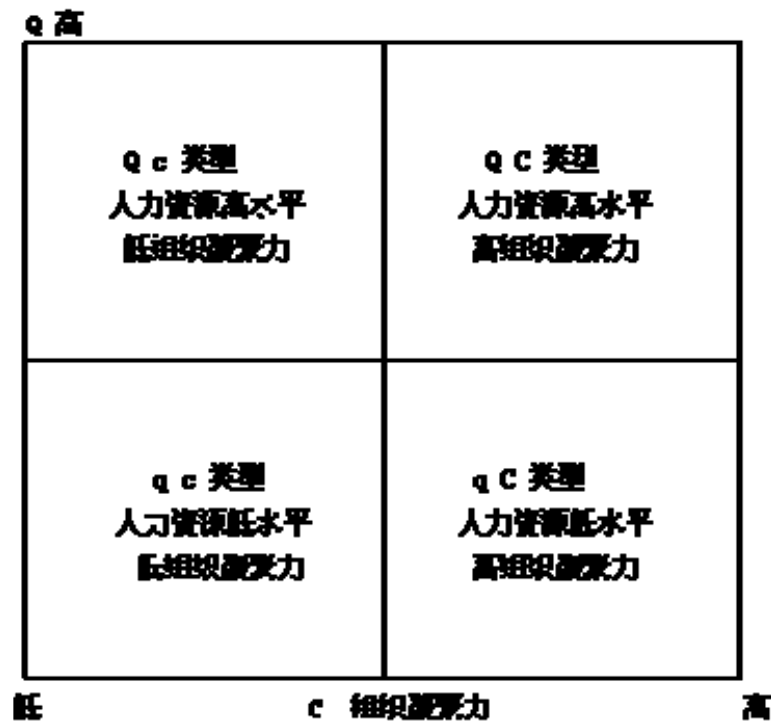 Q 高
Q c 类型
人力资源高水平
低组织凝聚力
Q C 类型
人力资源高水平
高组织凝聚力
q c 类型
人力资源低水平
低组织凝聚力
q C 类型
人力资源低水平
高组织凝聚力
低 C 组织凝聚力 高